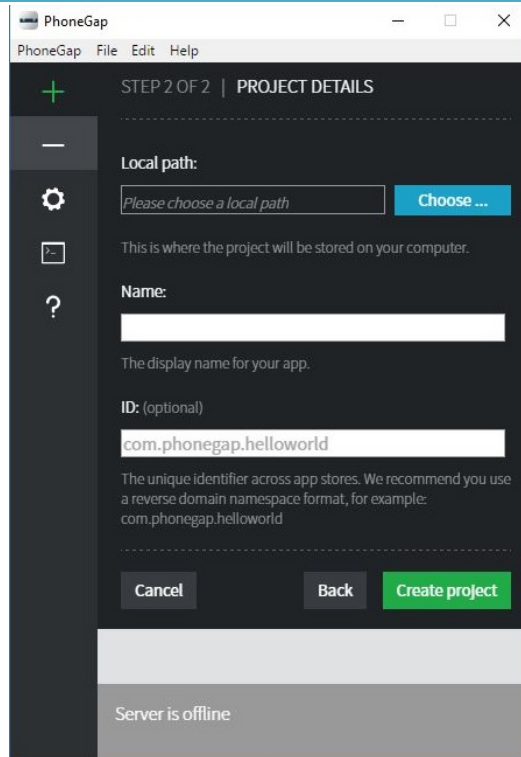 PhoneGap
PhoneGap File Edit Help
STEP 2 OF 2 | PROJECT DETAILS
Local path:
Please choose a local path
Choose ...
This is where the project will be stored on your computer.
Name:
The display name for your app.
ID: (optional)
com.phonegap.helloworld
The unique identifier across app stores. We recommend you use
a reverse domain namespace format, for example:
com.phonegap.helloworld
Cancel Back Create project
Server is offline